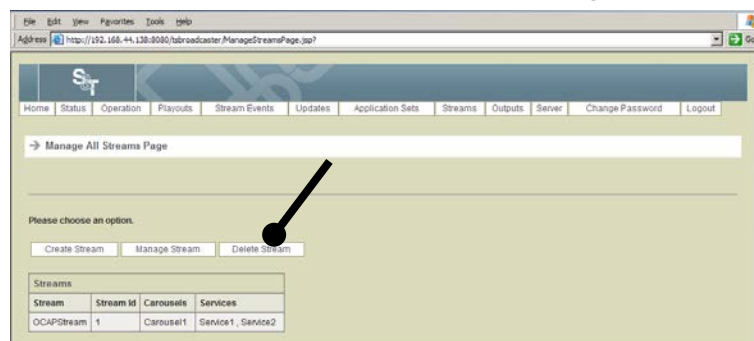 File Edit View Favorites Tools Help
Address http://192.168.44.138:8080/tsbroadcaster/ManageStreamsPage.jsp? Go
S&T
Home Status Operation Playouts Stream Events Updates Application Sets Streams Outputs Server Change Password Logout
Manage All Streams Page
Please choose an option.
Create Stream Manage Stream Delete Stream
Streams
Stream Stream Id Carousels Services
OCAPStream 1 Carousel1 Service1 , Service2